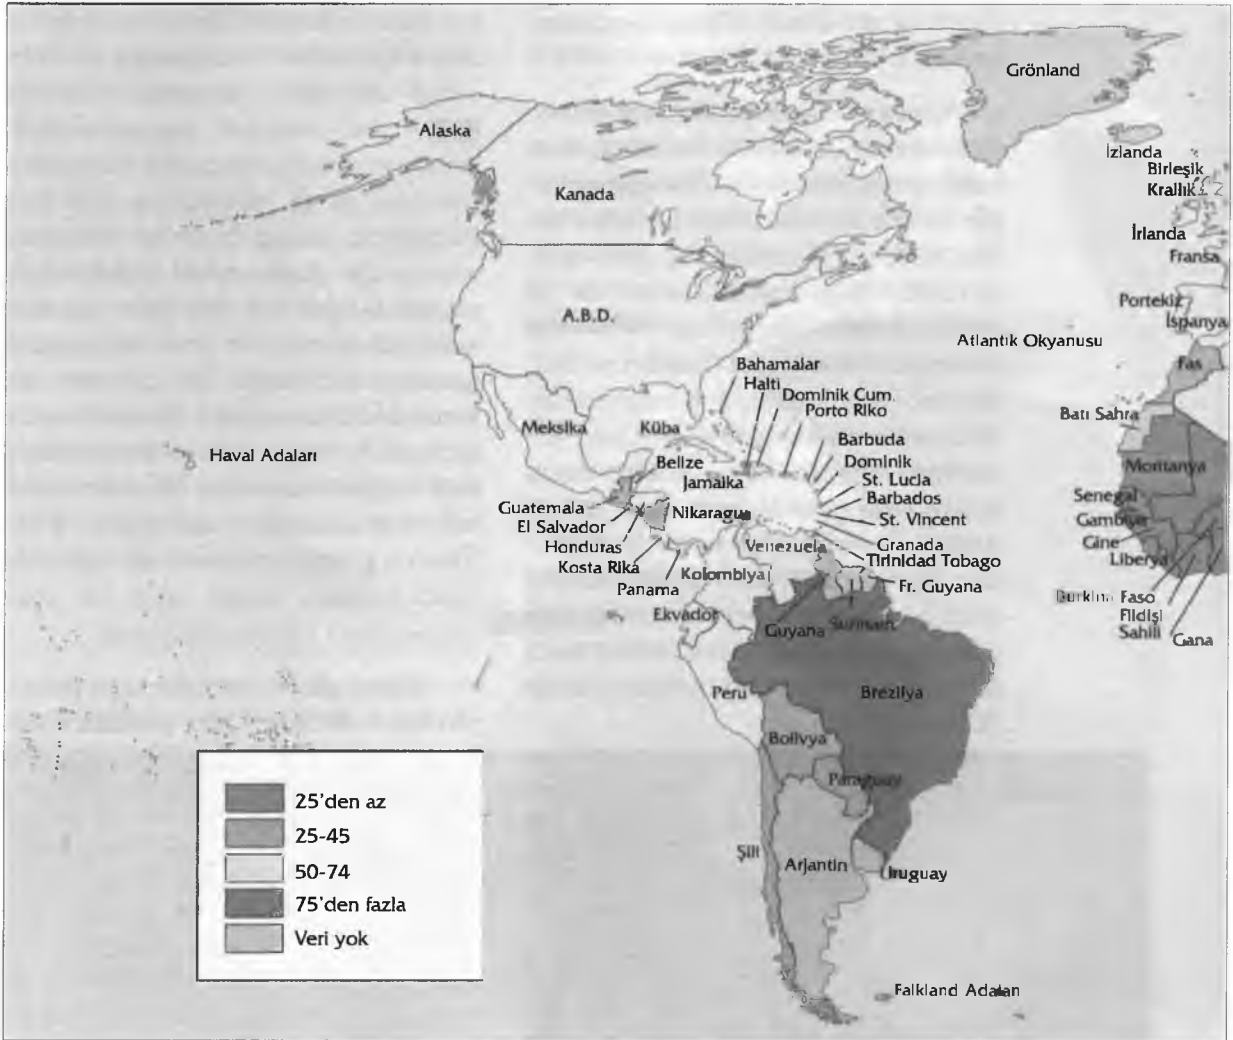 Grönland
Alaska
İzlanda
Birleşik
Krallık
Kanada
İrlanda
Fransa
Portekiz
İspanya
A.B.D.
Atlantik Okyanusu
Fas
Bahamalar
Haiti
Dominik Cum.
Porto Riko
Batı Sahra
Meksika
Küba
Barbuda
Haval Adaları
Belize
Dominik
Moritanya
Jamaika
St. Lucia
Barbados
Senegal
Guatemala
Nikaragua
St. Vincent
Gambiya
El Salvador
Honduras
Venezuela
Granada
Gine
Tirinidad Tobago
Liberya
Kosta Rika
Kolombiya
Panama
Fr. Guyana
Burkina Faso
Fildişi
Sahili
Gana
Ekvador
Guyana
Surinam
Peru
Brezilya
Bolivya
Paraguay
Şili
Arjantin
Uruguay
Falkland Adaları
25'den az
25-45
50-74
75'den fazla
Veri yok